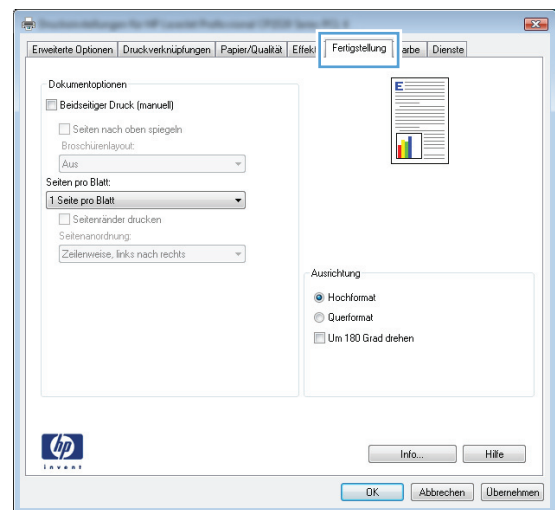 Erweiterte Optionen Druckverknüpfungen Papier/Qualität Effek Fertigstellung arbe Dienste
Dokumentoptionen
Beidseitiger Druck (manuell)
Seiten nach oben spiegeln
Broschürenlayout:
Aus
Seiten pro Blatt:
1 Seite pro Blatt
Seitenränder drucken
Seitenanordnung:
Zeilenweise, links nach rechts
E
Ausrichtung
Hochformat
Querformat
Um 180 Grad drehen
hp
invent
Info... Hilfe
OK Abbrechen Übernehmen